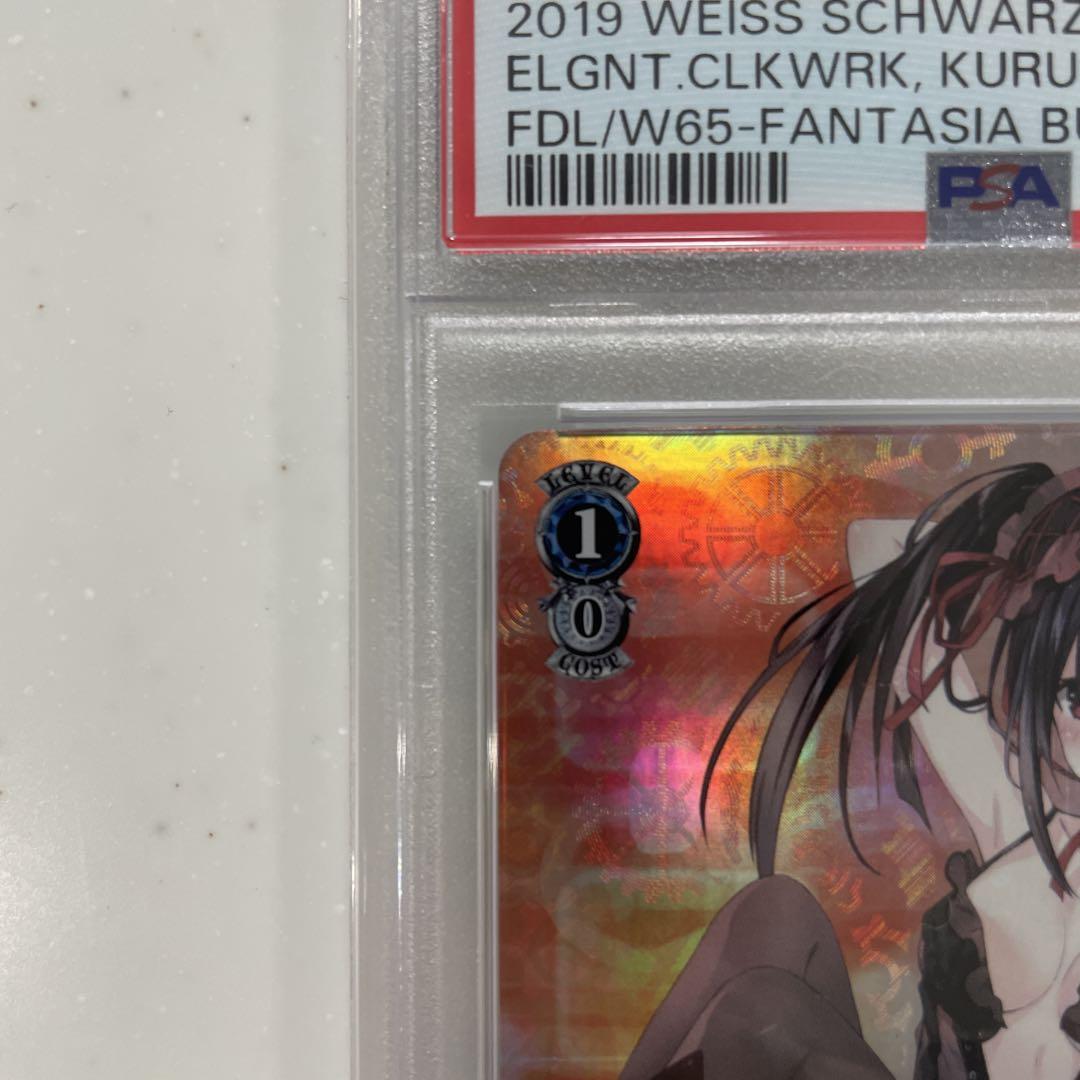 2019 WEISS SCHWARZ
ELGNT.CLKWRK, KURU
FDL/W65-FANTASIA BU
PSA
LEVEL
1
0
COST